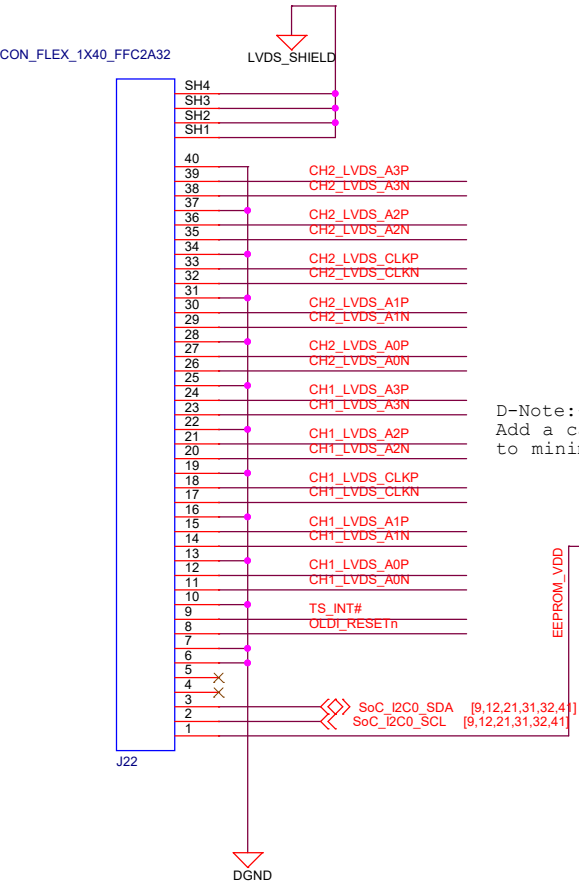 CON_FLEX_1X40_FFC2A32
LVDS_SHIELD
SH4
SH3
SH2
SH1
40
39 CH2_LVDS_A3P
38 CH2_LVDS_A3N
37
36 CH2_LVDS_A2P
35 CH2_LVDS_A2N
34
33 CH2_LVDS_CLKP
32 CH2_LVDS_CLKN
31
30 CH2_LVDS_A1P
29 CH2_LVDS_A1N
28
27 CH2_LVDS_A0P
26 CH2_LVDS_A0N
25
24 CH1_LVDS_A3P
23 CH1_LVDS_A3N
22
21 CH1_LVDS_A2P
20 CH1_LVDS_A2N
19
18 CH1_LVDS_CLKP
17 CH1_LVDS_CLKN
16
15 CH1_LVDS_A1P
14 CH1_LVDS_A1N
13
12 CH1_LVDS_A0P
11 CH1_LVDS_A0N
10
9 TS_INT#
8 OLDI_RESETn
7
6
5
4
3 SoC_I2C0_SDA [9,12,21,31,32,41]
2 SoC_I2C0_SCL [9,12,21,31,32,41]
1
J22
DGND
D-Note:
Add a
to
EEPROM_VDD